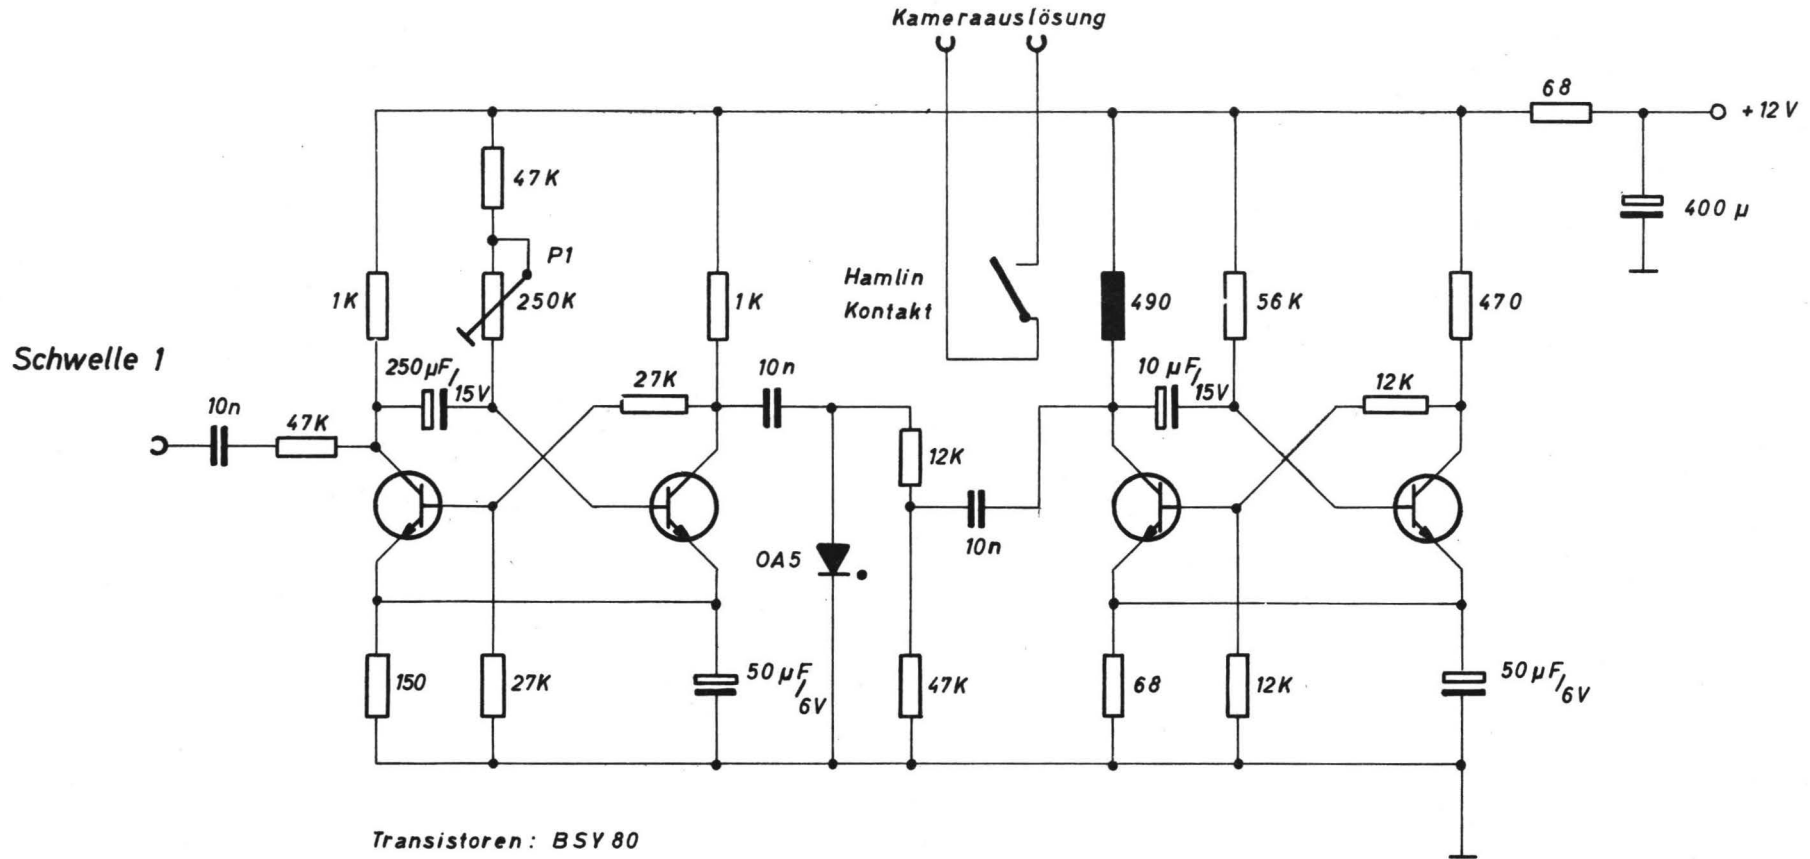 Kameraauslösung
68
+12V
47K
400 µ
P1
1K
250K
1K
Hamlin
Kontakt
490
56K
470
Schwelle 1
250µF/15V
27K
10n
10µF/15V
12K
10n
47K
12K
10n
OA5
150
27K
50µF/6V
47K
68
12K
50µF/6V
Transistoren: BSY 80